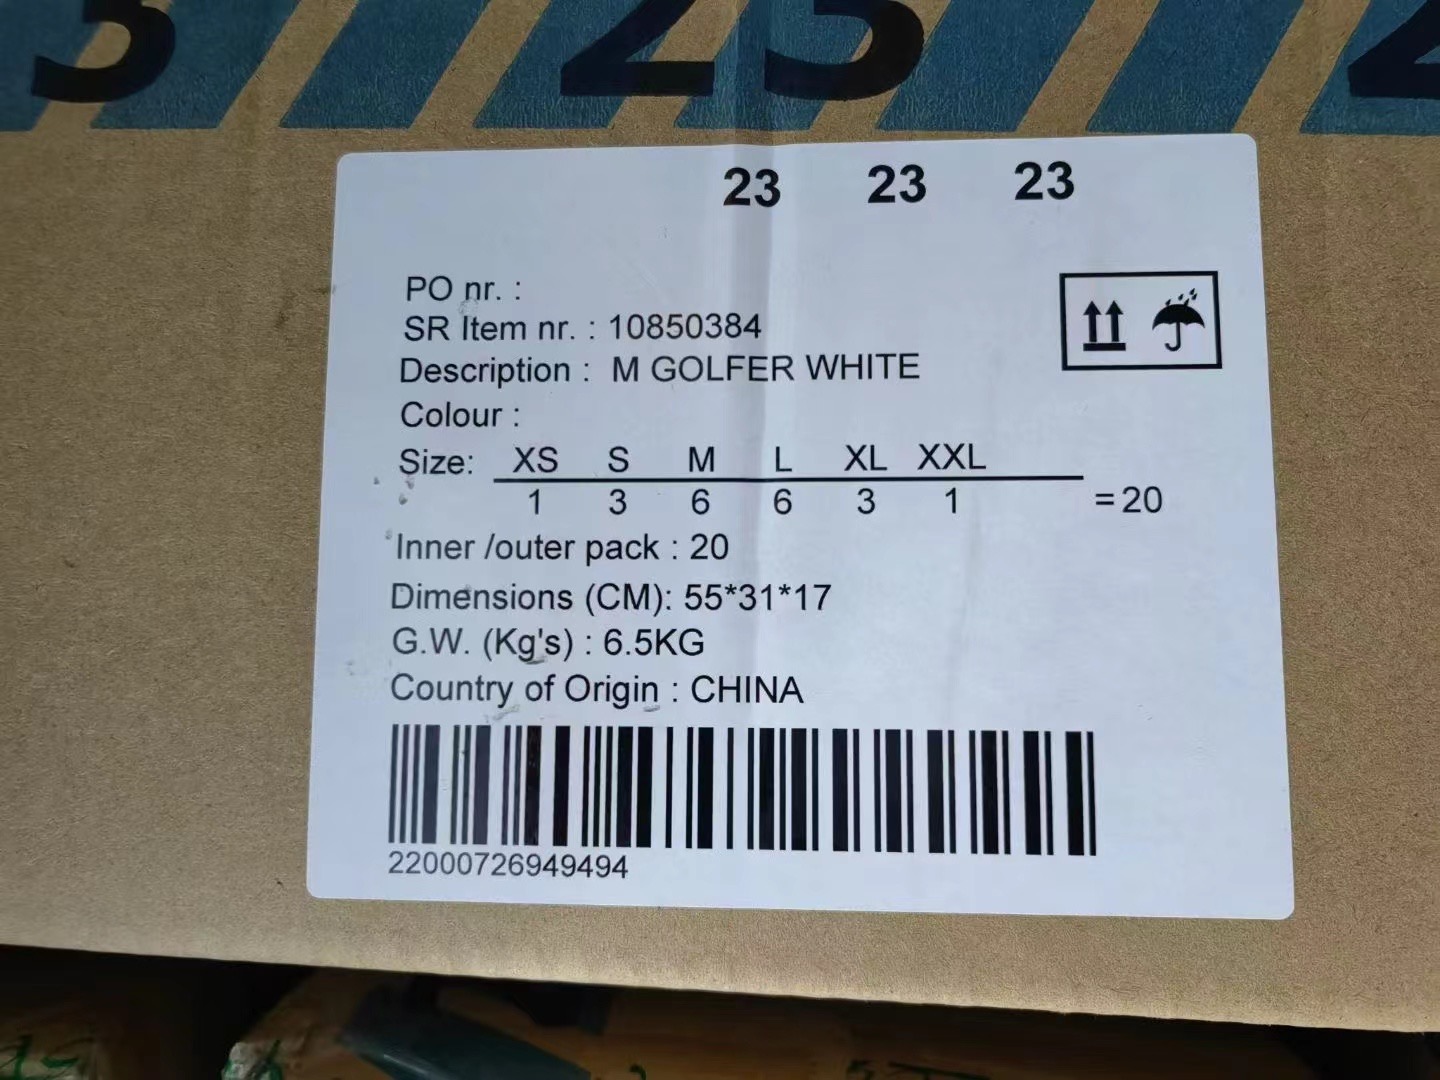 23 23 23
PO nr. :
SR Item nr. : 10850384
Description : M GOLFER WHITE
Colour :
Size: XS S M L XL XXL
1 3 6 6 3 1 =20
Inner /outer pack : 20
Dimensions (CM): 55*31*17
G.W. (Kg's) : 6.5KG
Country of Origin : CHINA
22000726949494